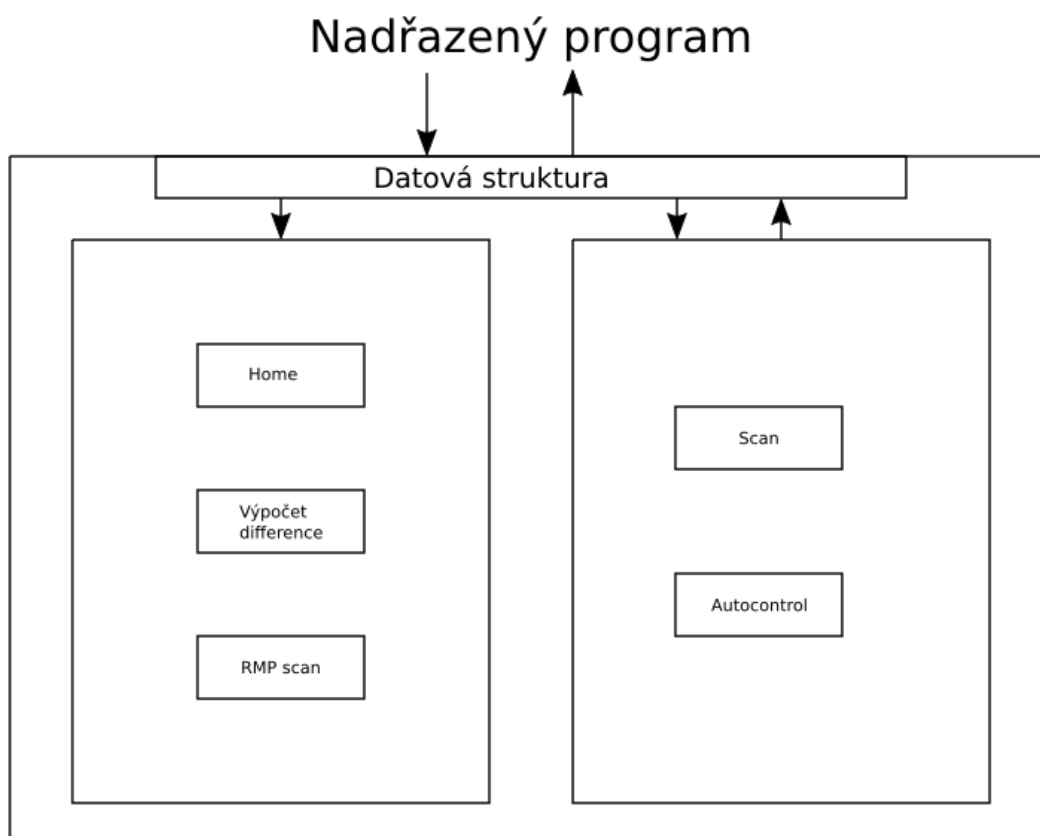 Nadřazený program
Datová struktura
Home
Výpočet
difference
RMP scan
Scan
Autocontrol